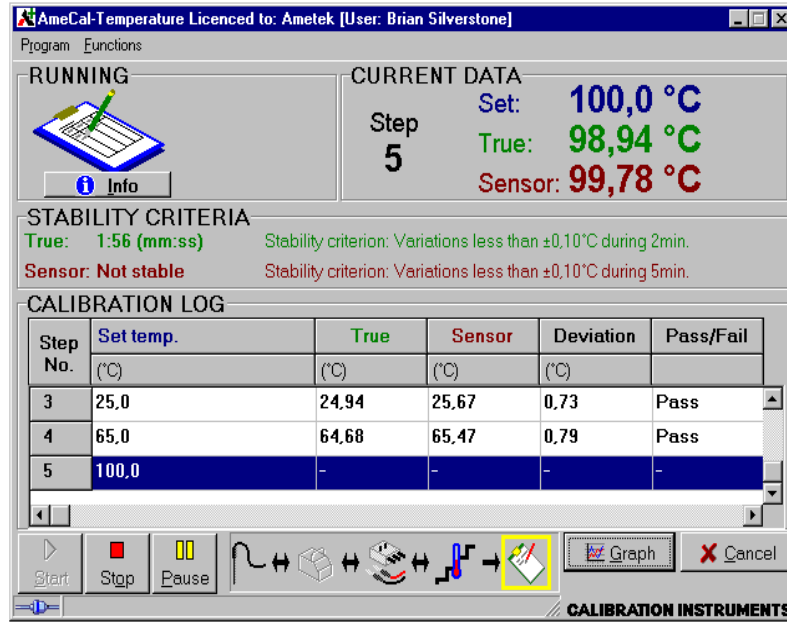 AmeCal-Temperature Licenced to: Ametek [User: Brian Silverstone]
Program Functions
RUNNING
Info
CURRENT DATA
Step
5
Set: 100,0 °C
True: 98,94 °C
Sensor: 99,78 °C
STABILITY CRITERIA
True: 1:56 (mm:ss) Stability criterion: Variations less than ±0,10°C during 2min.
Sensor: Not stable Stability criterion: Variations less than ±0,10°C during 5min.
CALIBRATION LOG
Step No. Set temp. True Sensor Deviation Pass/Fail
(°C) (°C) (°C) (°C)
3 25,0 24,94 25,67 0,73 Pass
4 65,0 64,68 65,47 0,79 Pass
5 100,0 - - - -
Start Stop Pause Graph Cancel
CALIBRATION INSTRUMENTS